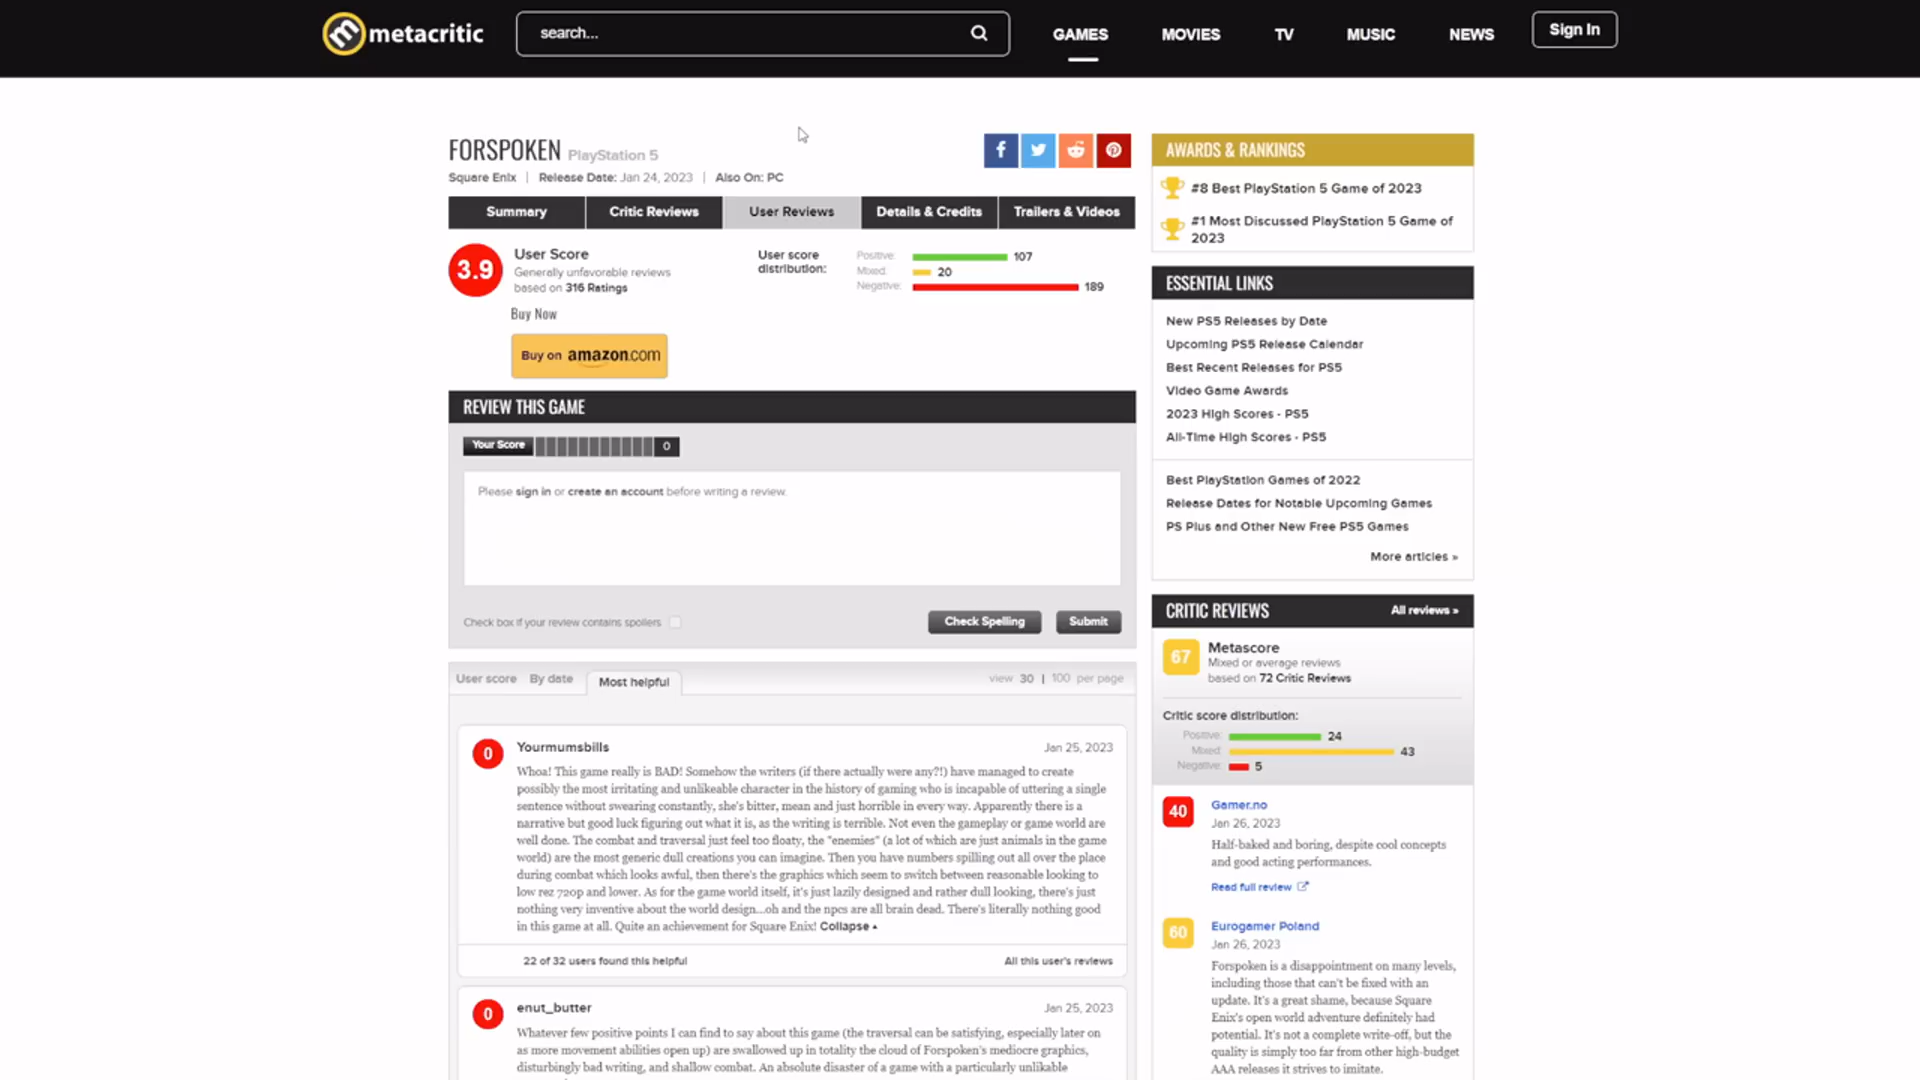 metacritic
search...
GAMES
MOVIES
TV
MUSIC
NEWS
Sign In
FORSPOKEN PlayStation 5
Square Enix | Release Date: Jan 24, 2023 | Also On: PC
Summary
Critic Reviews
User Reviews
Details & Credits
Trailers & Videos
3.9
User Score
Generally unfavorable reviews
based on 316 Ratings
User score
distribution:
Positive: 107
Mixed: 20
Negative: 189
Buy Now
Buy on amazon.com
REVIEW THIS GAME
Your Score 0
Please sign in or create an account before writing a review.
Check box if your review contains spoilers
Check Spelling
Submit
User score
By date
Most helpful
view 30 | 100 per page
0
Yourmumsbills
Jan 25, 2023
Whoa! This game really is BAD! Somehow the writers (if there actually were any?!) have managed to create
possibly the most irritating and unlikeable character in the history of gaming who is incapable of uttering a single
sentence without swearing constantly, she's bitter, mean and just horrible in every way. Apparently there is a
narrative but good luck figuring out what it is, as the writing is terrible. Not even the gameplay or game world are
well done. The combat and traversal just feel too floaty, the "enemies" (a lot of which are just animals in the game
world) are the most generic dull creations you can imagine. Then you have numbers spilling out all over the place
during combat which looks awful, then there's the graphics which seem to switch between reasonable looking to
low rez 720p and lower. As for the game world itself, it's just lazily designed and rather dull looking, there's just
nothing very inventive about the world design...oh and the npcs are all brain dead. There's literally nothing good
in this game at all. Quite an achievement for Square Enix! Collapse
22 of 32 users found this helpful
All this user's reviews
0
enut_butter
Jan 25, 2023
Whatever few positive points I can find to say about this game (the traversal can be satisfying, especially later on
as more movement abilities open up) are swallowed up in totality the cloud of Forspoken's mediocre graphics,
disturbingly bad writing, and shallow combat. An absolute disaster of a game with a particularly unlikable
AWARDS & RANKINGS
#8 Best PlayStation 5 Game of 2023
#1 Most Discussed PlayStation 5 Game of
2023
ESSENTIAL LINKS
New PS5 Releases by Date
Upcoming PS5 Release Calendar
Best Recent Releases for PS5
Video Game Awards
2023 High Scores - PS5
All-Time High Scores - PS5
Best PlayStation Games of 2022
Release Dates for Notable Upcoming Games
PS Plus and Other New Free PS5 Games
More articles »
CRITIC REVIEWS
All reviews »
67
Metascore
Mixed or average reviews
based on 72 Critic Reviews
Critic score distribution:
Positive: 24
Mixed: 43
Negative: 5
40
Gamer.no
Jan 26, 2023
Half-baked and boring, despite cool concepts
and good acting performances.
Read full review
60
Eurogamer Poland
Jan 26, 2023
Forspoken is a disappointment on many levels,
including those that can't be fixed with an
update. It's a great shame, because Square
Enix's open world adventure definitely had
potential. It's not a complete write-off, but the
quality is simply too far from other high-budget
AAA releases it strives to imitate.